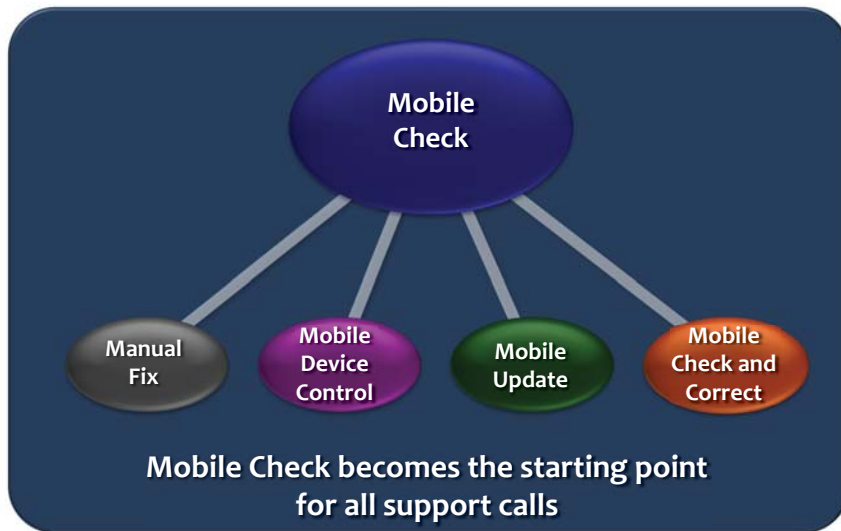 Mobile
Check
Manual
Fix
Mobile
Device
Control
Mobile
Update
Mobile
Check and
Correct
Mobile Check becomes the starting point
for all support calls